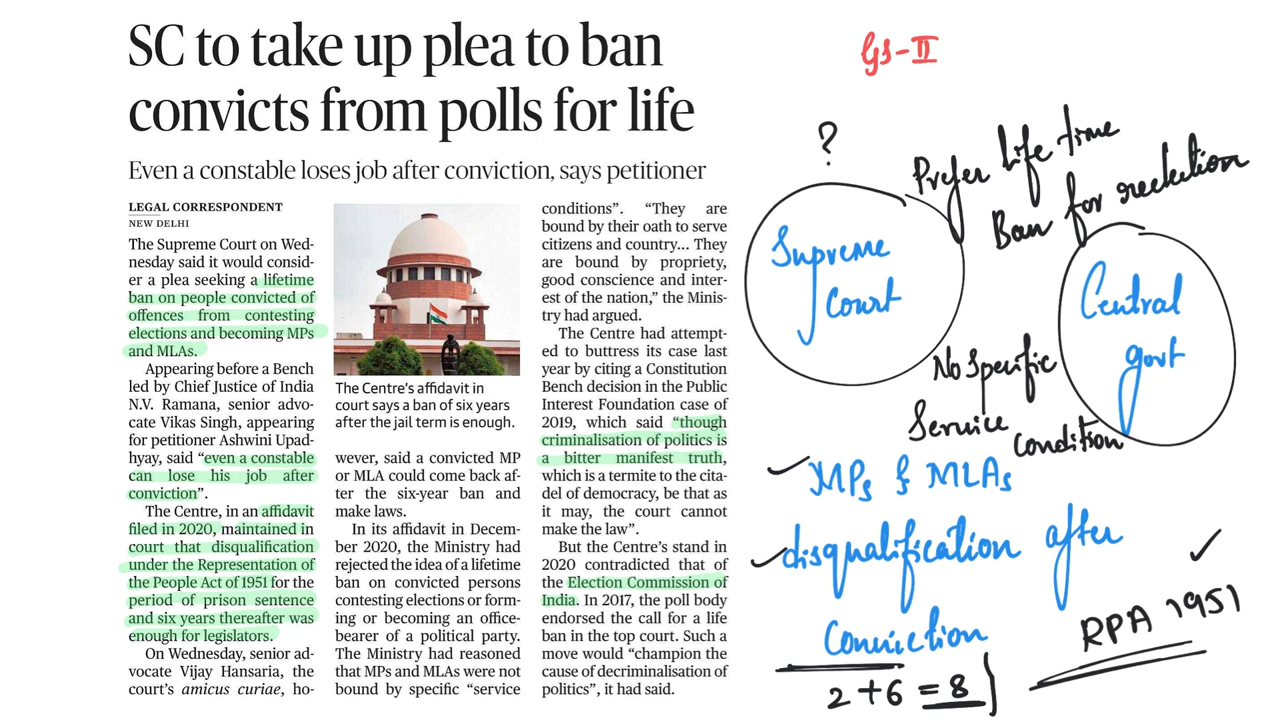 SC to take up plea to ban
convicts from polls for life
Even a constable loses job after conviction, says petitioner
LEGAL CORRESPONDENT
NEW DELHI
The Supreme Court on Wed-
nesday said it would consid-
er a plea seeking a lifetime
ban on people convicted of
offences from contesting
elections and becoming MPs
and MLAs.
Appearing before a Bench
led by Chief Justice of India
N.V. Ramana, senior advo-
cate Vikas Singh, appearing
for petitioner Ashwini Upad-
hyay, said “even a constable
can lose his job after
conviction”.
The Centre, in an affidavit
filed in 2020, maintained in
court that disqualification
under the Representation of
the People Act of 1951 for the
period of prison sentence
and six years thereafter was
enough for legislators.
On Wednesday, senior ad-
vocate Vijay Hansaria, the
court’s amicus curiae, ho-
The Centre’s affidavit in
court says a ban of six years
after the jail term is enough.
wever, said a convicted MP
or MLA could come back af-
ter the six-year ban and
make laws.
In its affidavit in Decem-
ber 2020, the Ministry had
rejected the idea of a lifetime
ban on convicted persons
contesting elections or form-
ing or becoming an office-
bearer of a political party.
The Ministry had reasoned
that MPs and MLAs were not
bound by specific “service
conditions”. “They are
bound by their oath to serve
citizens and country... They
are bound by propriety,
good conscience and inter-
est of the nation,” the Minis-
try had argued.
The Centre had attempt-
ed to buttress its case last
year by citing a Constitution
Bench decision in the Public
Interest Foundation case of
2019, which said “though
criminalisation of politics is
a bitter manifest truth,
which is a termite to the cita-
del of democracy, be that as
it may, the court cannot
make the law”.
But the Centre’s stand in
2020 contradicted that of
the Election Commission of
India. In 2017, the poll body
endorsed the call for a life
ban in the top court. Such a
move would “champion the
cause of decriminalisation of
politics”, it had said.
GS-II
?
Prefer life time
Ban for reelection
Supreme
Court
Central
govt
No Specific
Service
Condition
MPs & MLAs
disqualification after
Conviction
RPA 1951
2+6 = 8